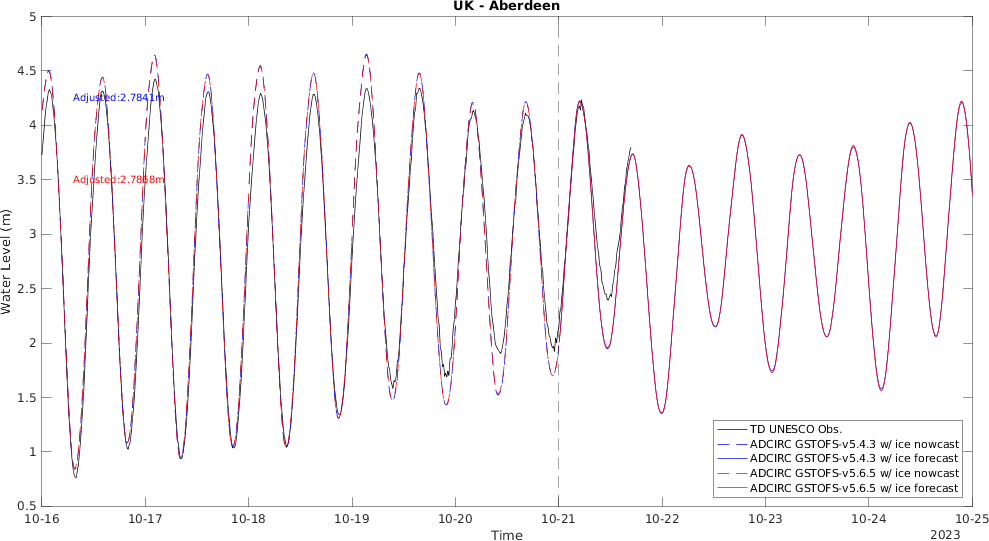 UK - Aberdeen
5
4.5
4
3.5
3
2.5
2
1.5
1
0.5
Water Level (m)
Adjusted:2.7841m
Adjusted:2.7868m
TD UNESCO Obs.
ADCIRC GSTOFS-v5.4.3 w/ ice nowcast
ADCIRC GSTOFS-v5.4.3 w/ ice forecast
ADCIRC GSTOFS-v5.6.5 w/ ice nowcast
ADCIRC GSTOFS-v5.6.5 w/ ice forecast
10-16 10-17 10-18 10-19 10-20 10-21 10-22 10-23 10-24 10-25
Time
2023